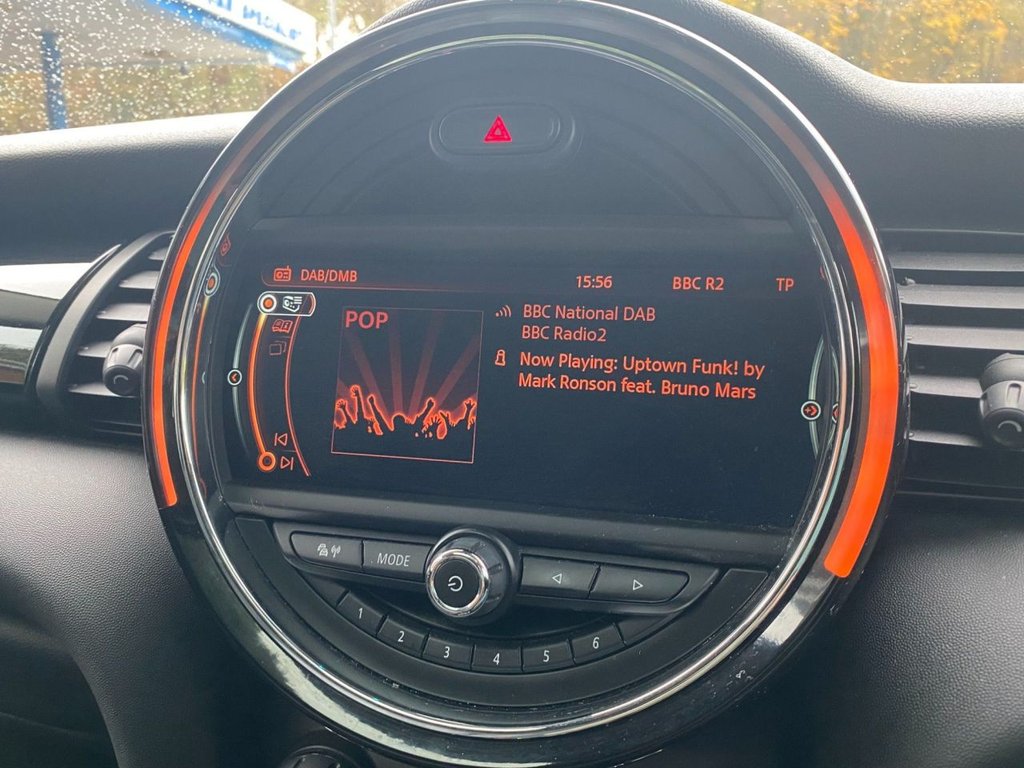 DAB/DMB 15:56 BBC R2 TP
POP
BBC National DAB
BBC Radio2
Now Playing: Uptown Funk! by
Mark Ronson feat. Bruno Mars
MODE
1 2 3 4 5 6